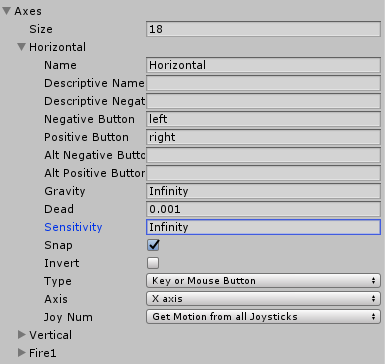 Axes
Size 18
Horizontal
Name Horizontal
Descriptive Name
Descriptive Negat
Negative Button left
Positive Button right
Alt Negative Butto
Alt Positive Button
Gravity Infinity
Dead 0.001
Sensitivity Infinity
Snap
Invert
Type Key or Mouse Button
Axis X axis
Joy Num Get Motion from all Joysticks
Vertical
Fire1